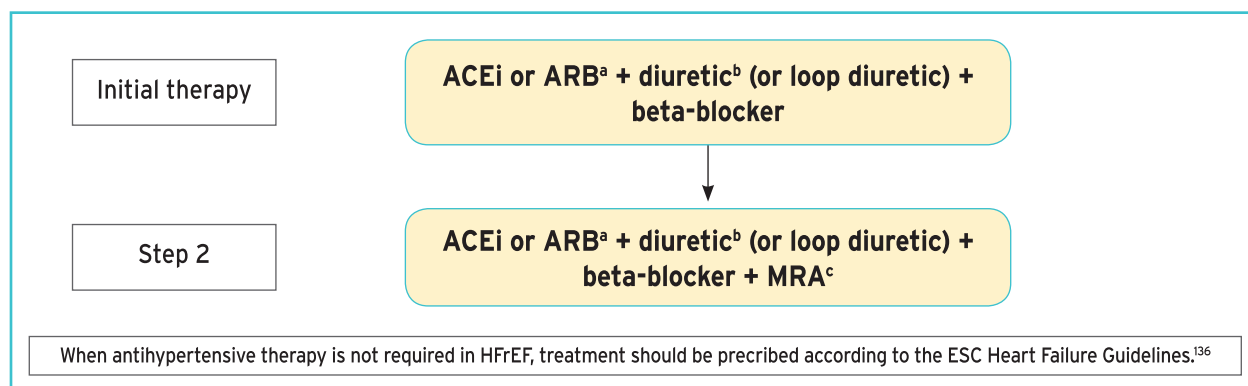 Initial therapy
ACEi or ARBᵃ + diureticᵇ (or loop diuretic) +
beta-blocker
Step 2
ACEi or ARBᵃ + diureticᵇ (or loop diuretic) +
beta-blocker + MRAᶜ
When antihypertensive therapy is not required in HFrEF, treatment should be precribed according to the ESC Heart Failure Guidelines.¹³⁶